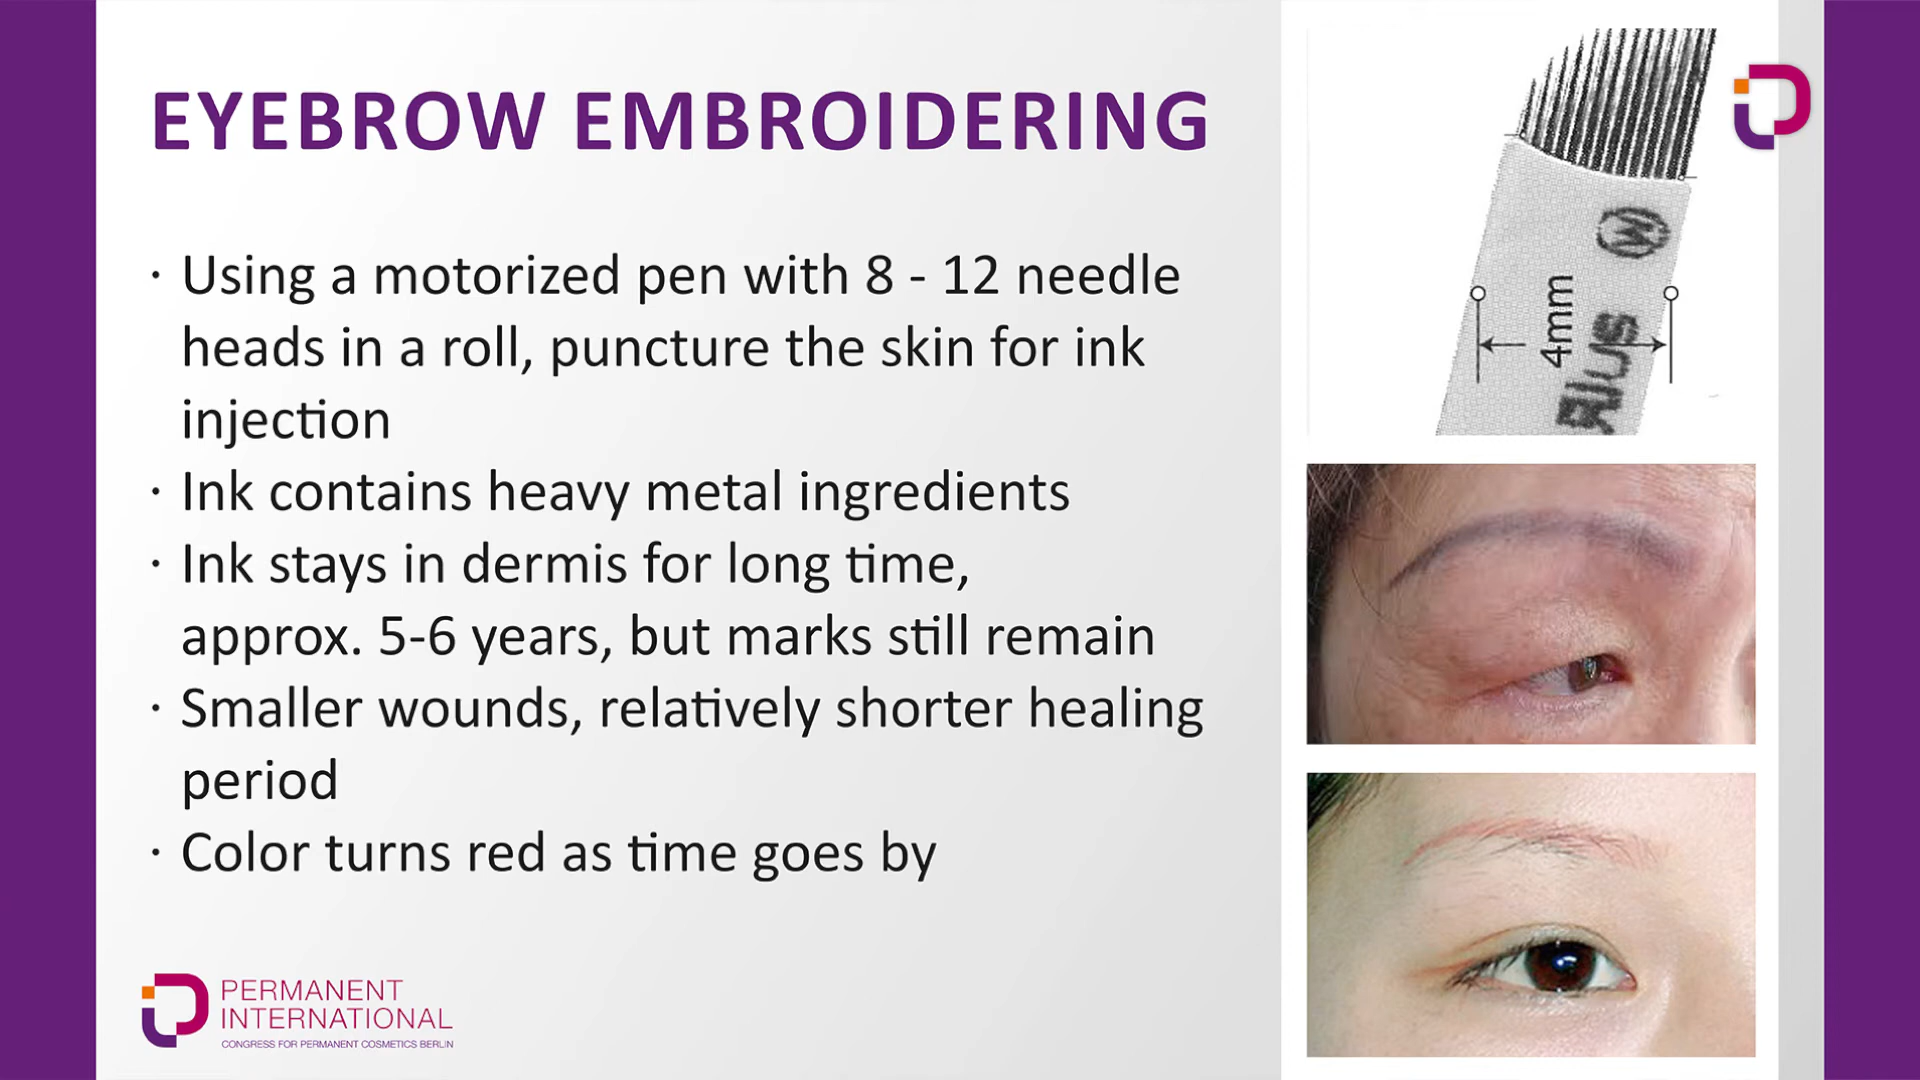 EYEBROW EMBROIDERING
· Using a motorized pen with 8 - 12 needle
heads in a roll, puncture the skin for ink
injection
· Ink contains heavy metal ingredients
· Ink stays in dermis for long time,
approx. 5-6 years, but marks still remain
· Smaller wounds, relatively shorter healing
period
· Color turns red as time goes by
4mm
PERMANENT
INTERNATIONAL
CONGRESS FOR PERMANENT COSMETICS BERLIN